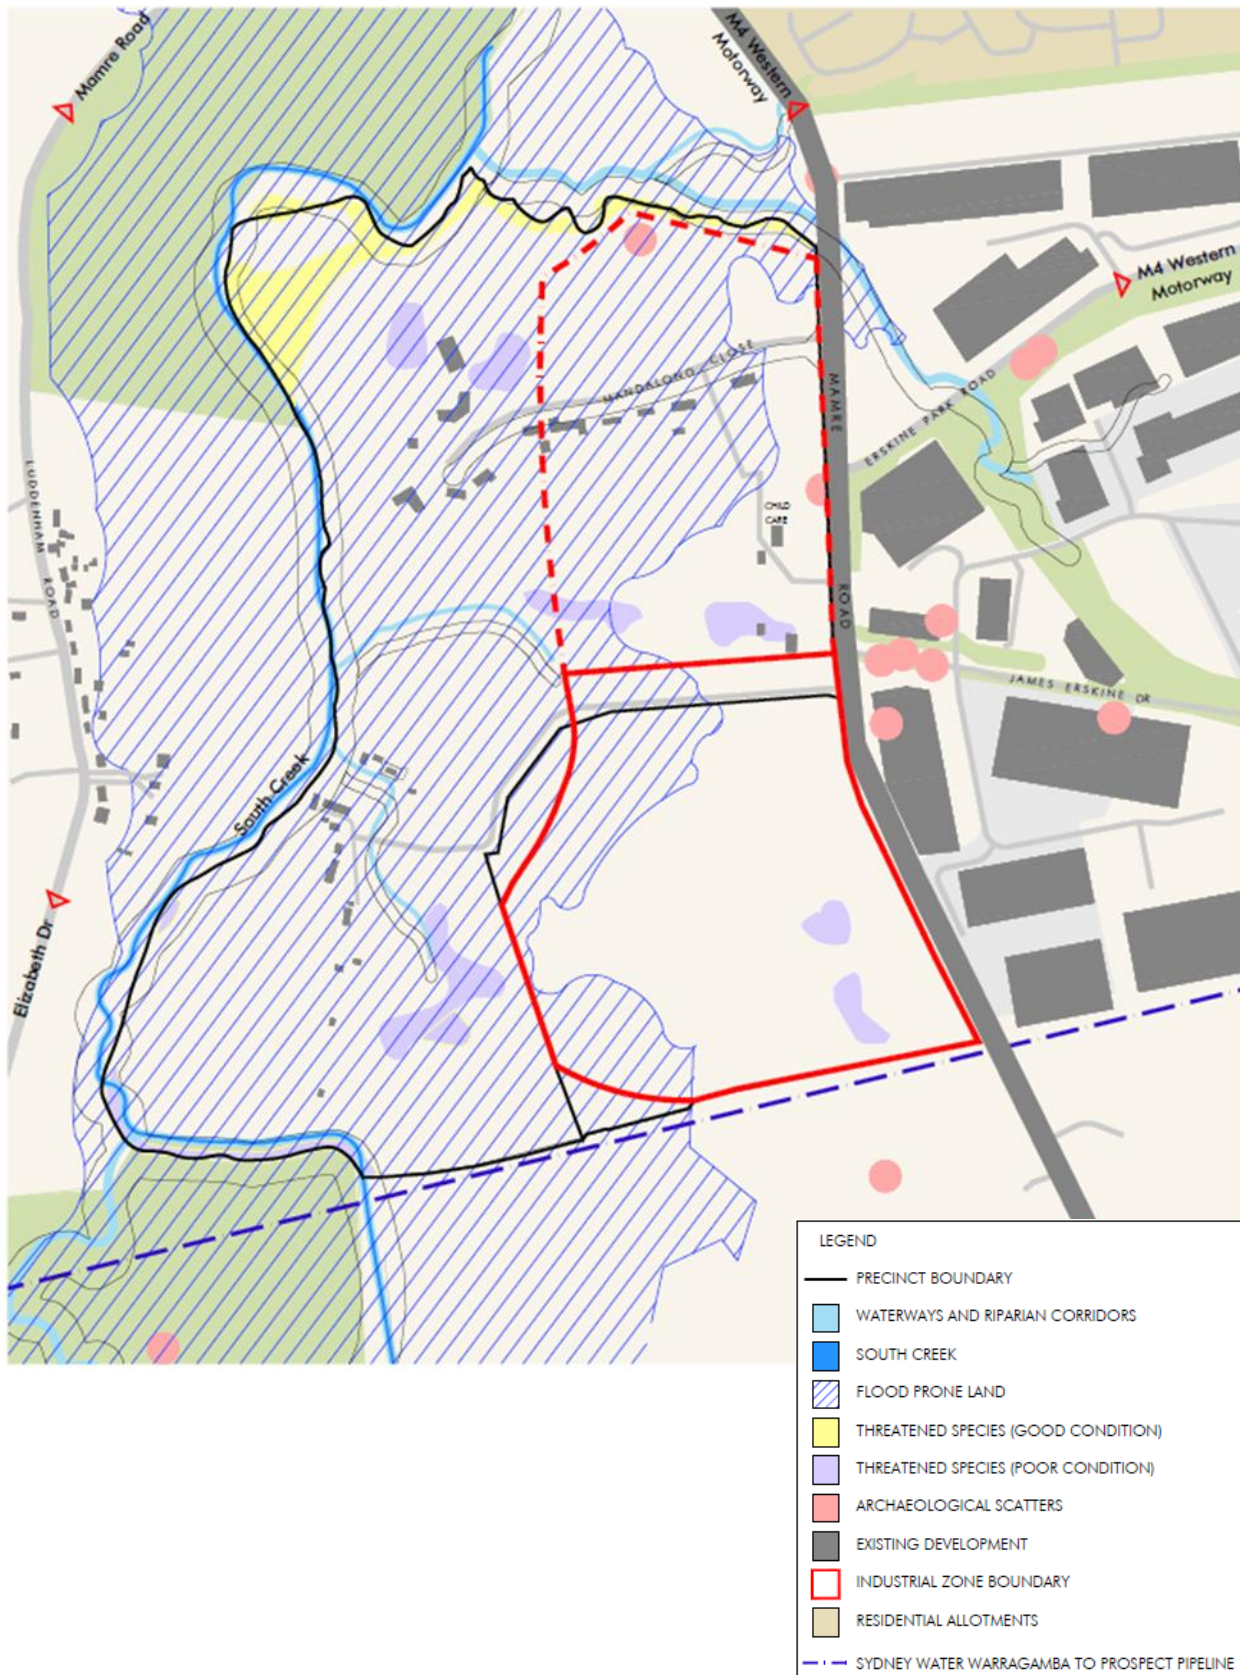 Mamre Road
M4 Western
Motorway
M4 Western
Motorway
MANDALONG CLOSE
MAMRE
ROAD
ERSKINE PARK ROAD
CHILD
CARE
LUDDENHAM
ROAD
JAMES ERSKINE DR
South Creek
Elizabeth Dr
LEGEND
PRECINCT BOUNDARY
WATERWAYS AND RIPARIAN CORRIDORS
SOUTH CREEK
FLOOD PRONE LAND
THREATENED SPECIES (GOOD CONDITION)
THREATENED SPECIES (POOR CONDITION)
ARCHAEOLOGICAL SCATTERS
EXISTING DEVELOPMENT
INDUSTRIAL ZONE BOUNDARY
RESIDENTIAL ALLOTMENTS
SYDNEY WATER WARRAGAMBA TO PROSPECT PIPELINE